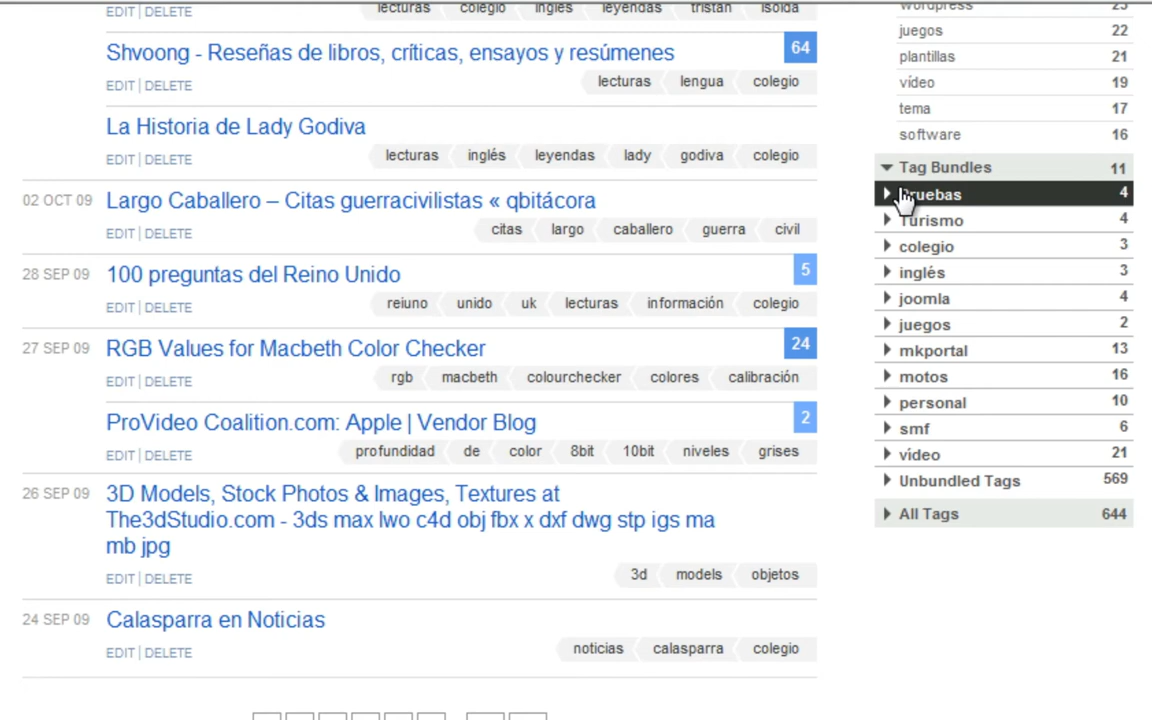 EDIT | DELETE
lecturas colegio inglés leyendas tristán isolda
Shvoong - Reseñas de libros, críticas, ensayos y resúmenes
64
EDIT | DELETE
lecturas lengua colegio
La Historia de Lady Godiva
EDIT | DELETE
lecturas inglés leyendas lady godiva colegio
02 OCT 09
Largo Caballero – Citas guerracivilistas « qbitácora
EDIT | DELETE
citas largo caballero guerra civil
28 SEP 09
100 preguntas del Reino Unido
5
EDIT | DELETE
reiuno unido uk lecturas información colegio
27 SEP 09
RGB Values for Macbeth Color Checker
24
EDIT | DELETE
rgb macbeth colourchecker colores calibración
ProVideo Coalition.com: Apple | Vendor Blog
2
EDIT | DELETE
profundidad de color 8bit 10bit niveles grises
26 SEP 09
3D Models, Stock Photos & Images, Textures at
The3dStudio.com - 3ds max lwo c4d obj fbx x dxf dwg stp igs ma
mb jpg
EDIT | DELETE
3d models objetos
24 SEP 09
Calasparra en Noticias
EDIT | DELETE
noticias calasparra colegio
wordpress 23
juegos 22
plantillas 21
vídeo 19
tema 17
software 16
Tag Bundles 11
Pruebas 4
Turismo 4
colegio 3
inglés 3
joomla 4
juegos 2
mkportal 13
motos 16
personal 10
smf 6
video 21
Unbundled Tags 569
All Tags 644